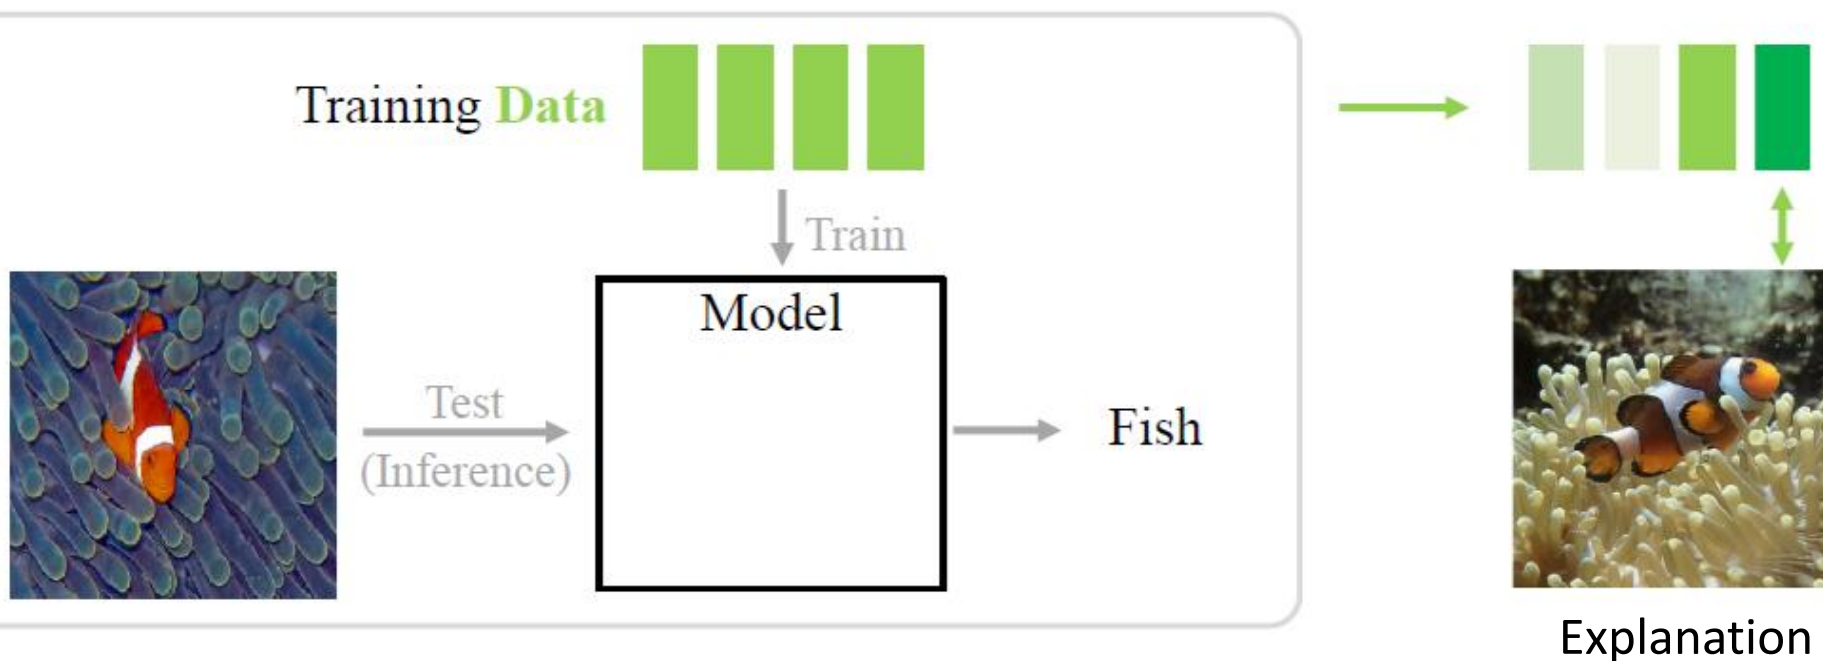 Training Data
Train
Model
Test
(Inference)
Fish
Explanation